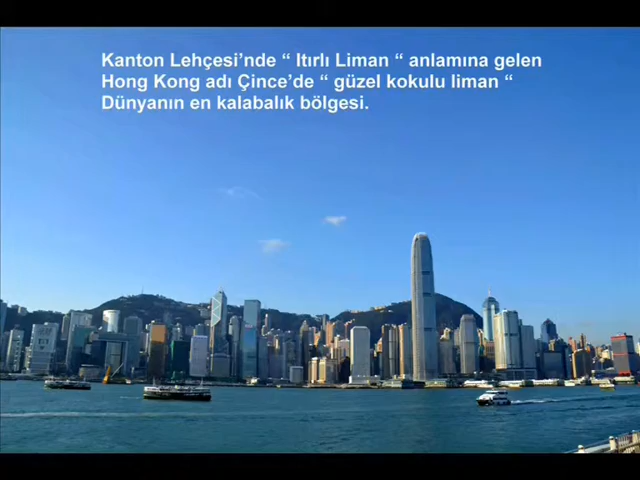 Kanton Lehçesi’nde “ Itırlı Liman “ anlamına gelen
Hong Kong adı Çince’de “ güzel kokulu liman “
Dünyanın en kalabalık bölgesi.